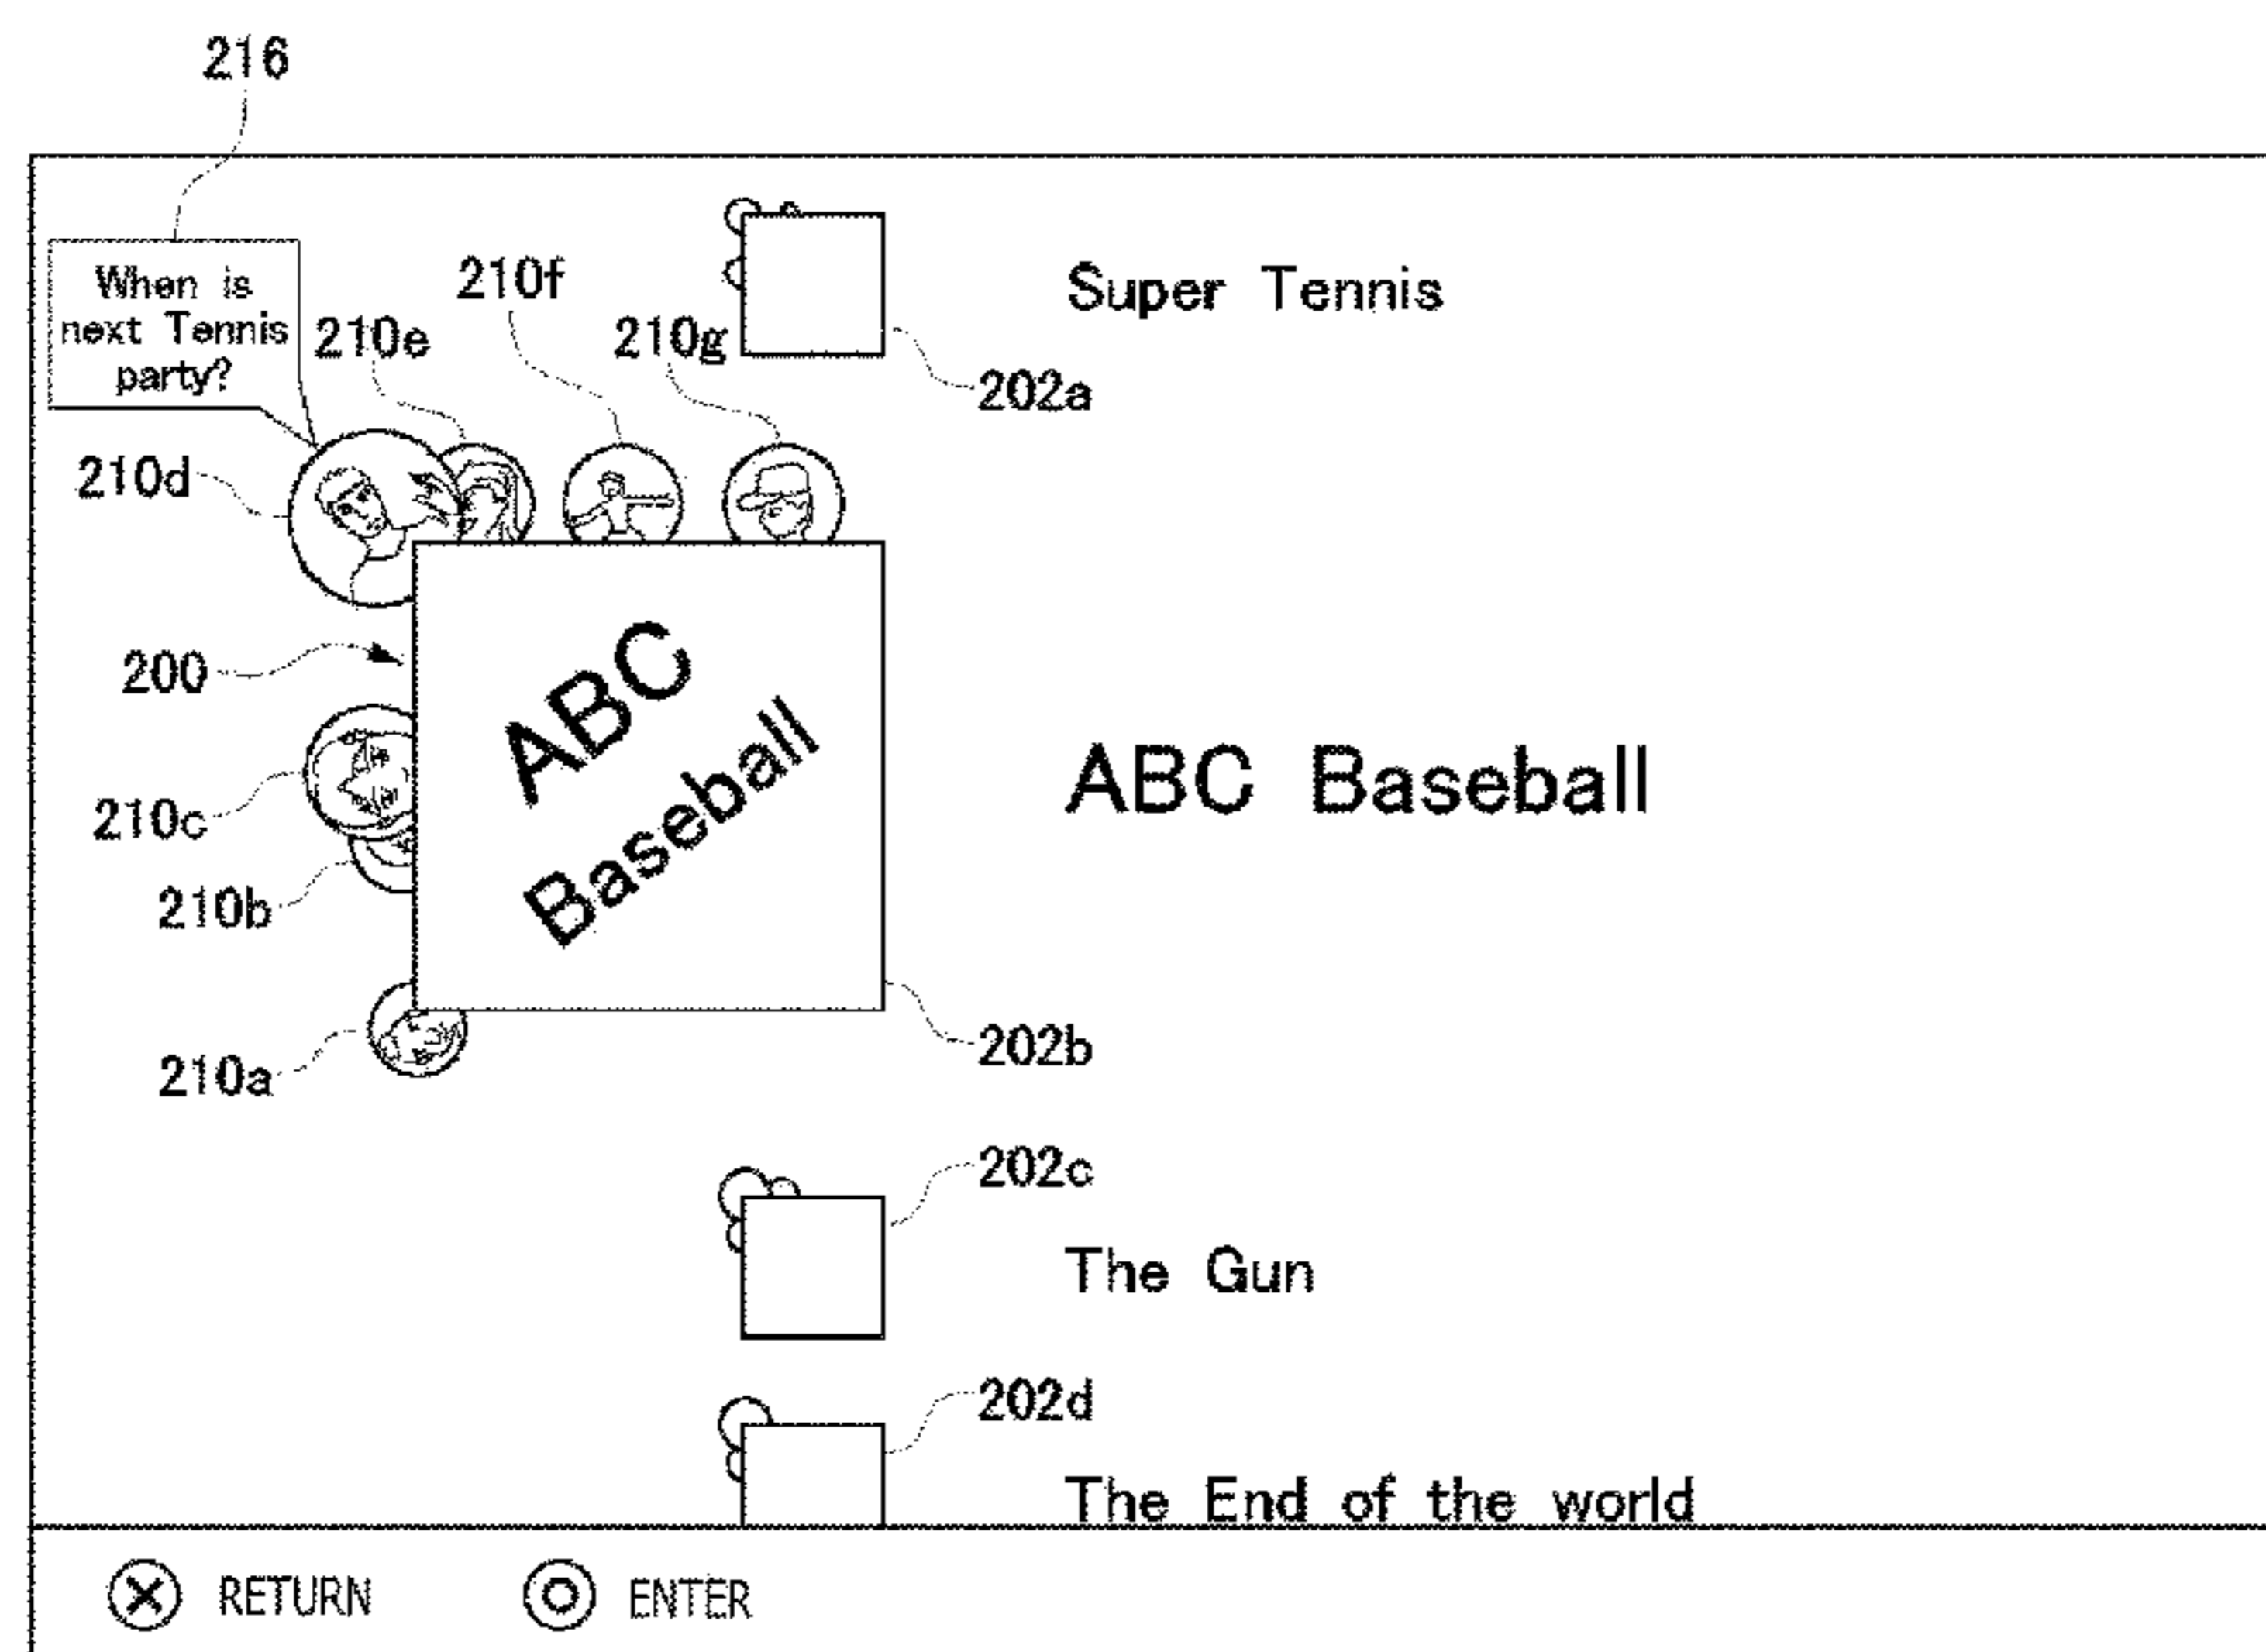 216
When is
next Tennis
party?
210e
210f
210g
Super Tennis
202a
210d
200
ABC
Baseball
ABC Baseball
210c
210b
210a
202b
202c
The Gun
202d
The End of the world
RETURN
ENTER